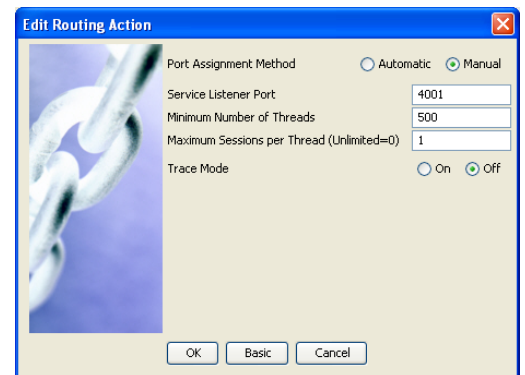 Edit Routing Action
Port Assignment Method Automatic Manual
Service Listener Port 4001
Minimum Number of Threads 500
Maximum Sessions per Thread (Unlimited=0) 1
Trace Mode On Off
OK Basic Cancel